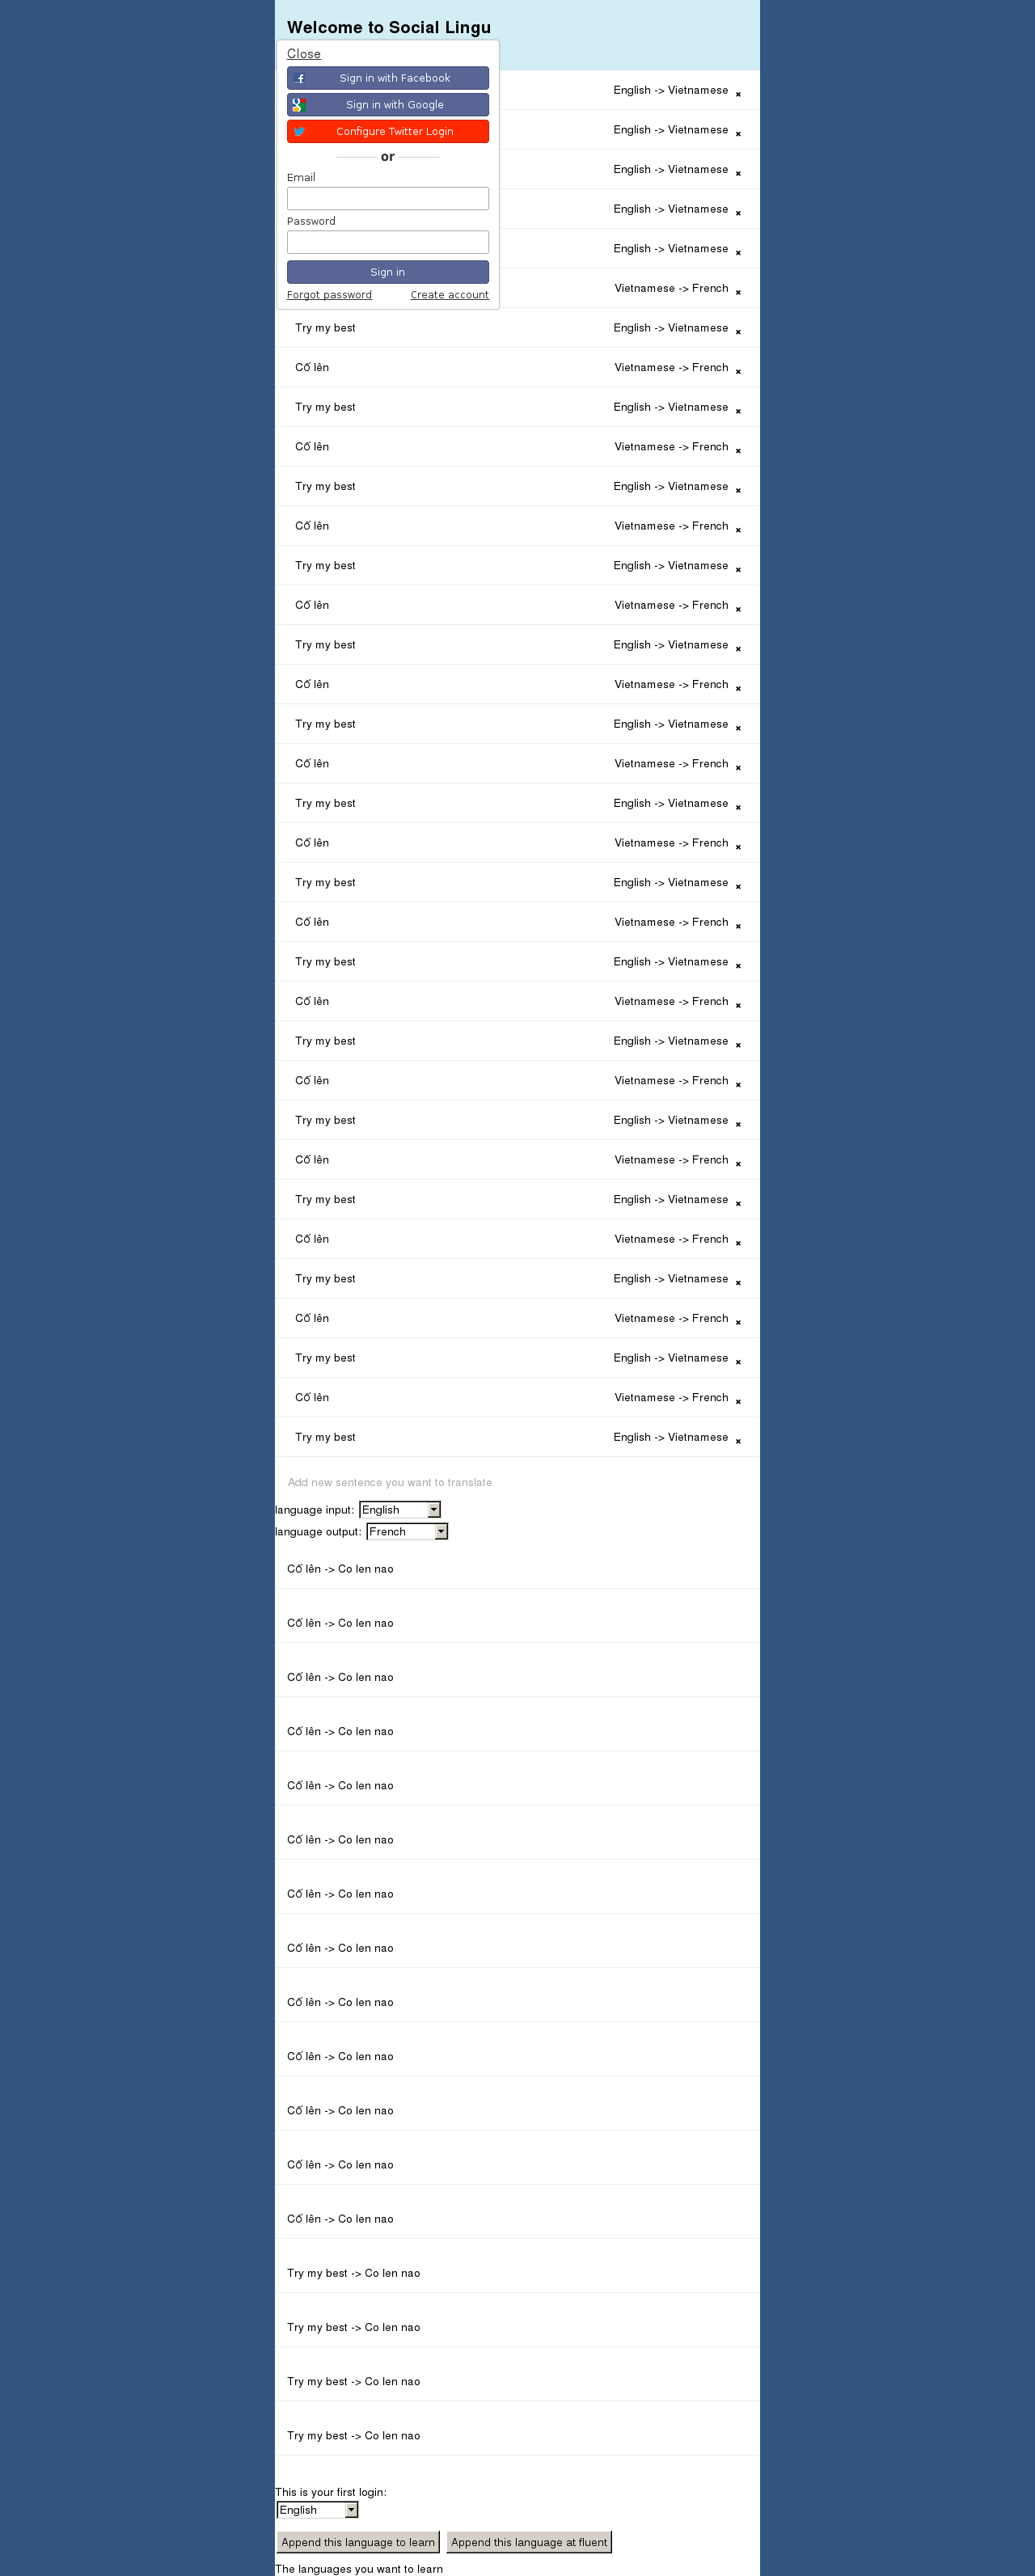 Welcome to Social Lingu
Close
Sign in with Facebook
Sign in with Google
Configure Twitter Login
or
Email
Password
Sign in
Forgot password Create account
English -> Vietnamese ×
English -> Vietnamese ×
English -> Vietnamese ×
English -> Vietnamese ×
English -> Vietnamese ×
Vietnamese -> French ×
Try my best English -> Vietnamese ×
Cố lên Vietnamese -> French ×
Try my best English -> Vietnamese ×
Cố lên Vietnamese -> French ×
Try my best English -> Vietnamese ×
Cố lên Vietnamese -> French ×
Try my best English -> Vietnamese ×
Cố lên Vietnamese -> French ×
Try my best English -> Vietnamese ×
Cố lên Vietnamese -> French ×
Try my best English -> Vietnamese ×
Cố lên Vietnamese -> French ×
Try my best English -> Vietnamese ×
Cố lên Vietnamese -> French ×
Try my best English -> Vietnamese ×
Cố lên Vietnamese -> French ×
Try my best English -> Vietnamese ×
Cố lên Vietnamese -> French ×
Try my best English -> Vietnamese ×
Cố lên Vietnamese -> French ×
Try my best English -> Vietnamese ×
Cố lên Vietnamese -> French ×
Try my best English -> Vietnamese ×
Cố lên Vietnamese -> French ×
Try my best English -> Vietnamese ×
Cố lên Vietnamese -> French ×
Try my best English -> Vietnamese ×
Cố lên Vietnamese -> French ×
Try my best English -> Vietnamese ×
Add new sentence you want to translate
language input: English
language output: French
Cố lên -> Co len nao
Cố lên -> Co len nao
Cố lên -> Co len nao
Cố lên -> Co len nao
Cố lên -> Co len nao
Cố lên -> Co len nao
Cố lên -> Co len nao
Cố lên -> Co len nao
Cố lên -> Co len nao
Cố lên -> Co len nao
Cố lên -> Co len nao
Cố lên -> Co len nao
Cố lên -> Co len nao
Try my best -> Co len nao
Try my best -> Co len nao
Try my best -> Co len nao
Try my best -> Co len nao
This is your first login:
English
Append this language to learn Append this language at fluent
The languages you want to learn